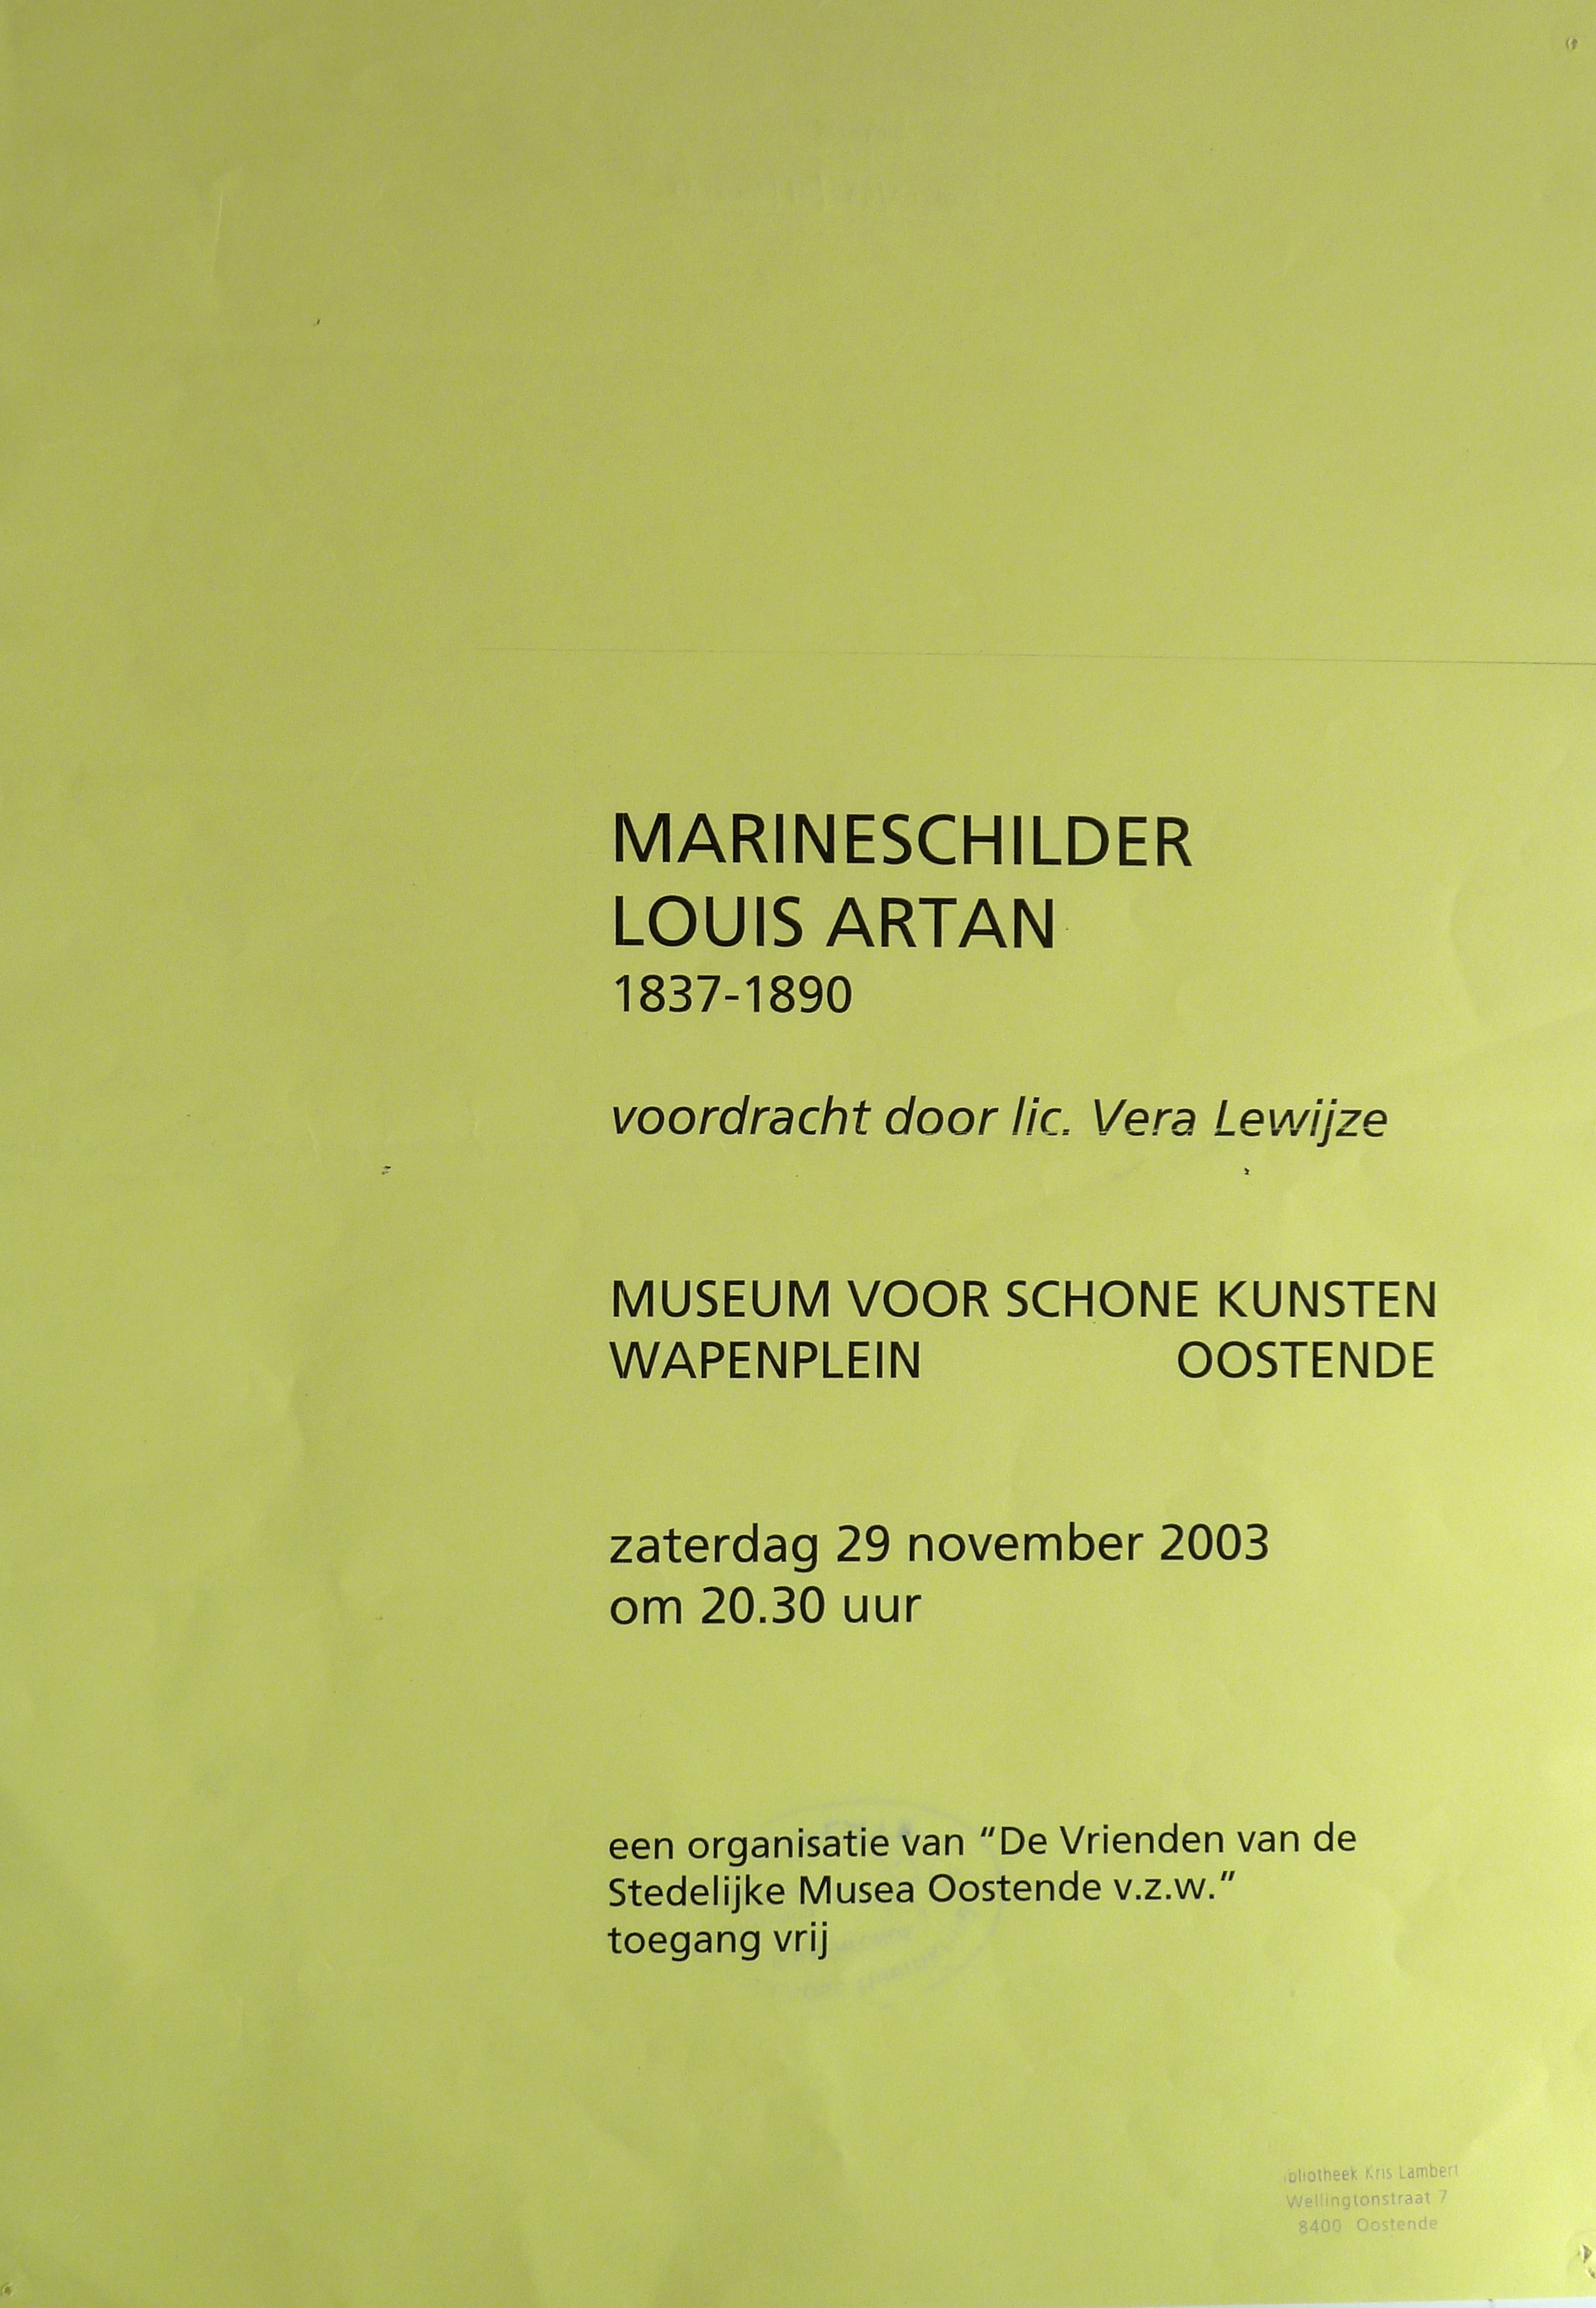 MARINESCHILDER
LOUIS ARTAN
1837-1890
voordracht door lic. Vera Lewijze
MUSEUM VOOR SCHONE KUNSTEN
WAPENPLEIN OOSTENDE
zaterdag 29 november 2003
om 20.30 uur
een organisatie van “De Vrienden van de
Stedelijke Musea Oostende v.z.w.”
toegang vrij
bliotheek Kris Lambert
Wellingtonstraat 7
8400 Oostende